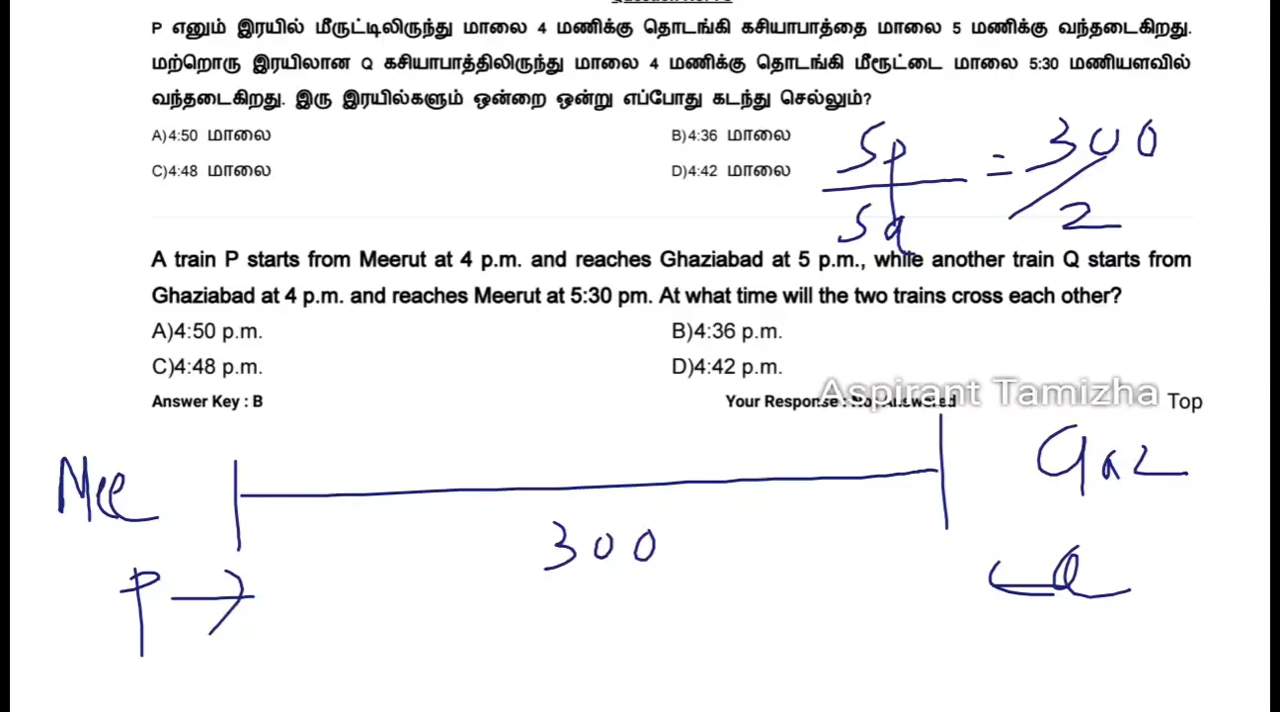 P எனும் இரயில் மீருட்டிலிருந்து மாலை 4 மணிக்கு தொடங்கி கசியாபாத்தை மாலை 5 மணிக்கு வந்தடைகிறது.
மற்றொரு இரயிலான Q கசியாபாத்திலிருந்து மாலை 4 மணிக்கு தொடங்கி மீரூட்டை மாலை 5:30 மணியளவில்
வந்தடைகிறது. இரு இரயில்களும் ஒன்றை ஒன்று எப்போது கடந்து செல்லும்?
A)4:50 மாலை B)4:36 மாலை
C)4:48 மாலை D)4:42 மாலை
Sp = 300
Sq 2
A train P starts from Meerut at 4 p.m. and reaches Ghaziabad at 5 p.m., while another train Q starts from
Ghaziabad at 4 p.m. and reaches Meerut at 5:30 pm. At what time will the two trains cross each other?
A)4:50 p.m. B)4:36 p.m.
C)4:48 p.m. D)4:42 p.m.
Aspirant Tamizha
Answer Key : B Your Response : Not Answered Top
Mee Gaz
300
P Q